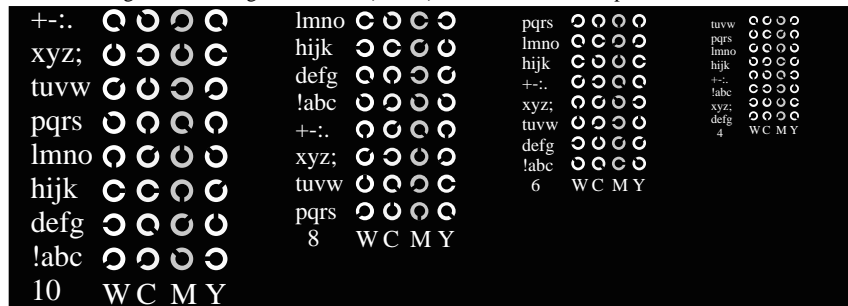 +-:.
xyz;
tuvw
pqrs
lmno
hijk
defg
!abc
10 W C M Y
lmno
hijk
defg
!abc
+-:.
xyz;
tuvw
pqrs
8 W C M Y
pqrs
lmno
hijk
+-:.
xyz;
tuvw
defg
!abc
6 W C M Y
tuvw
pqrs
lmno
hijk
+-:.
!abc
xyz;
defg
4 W C M Y